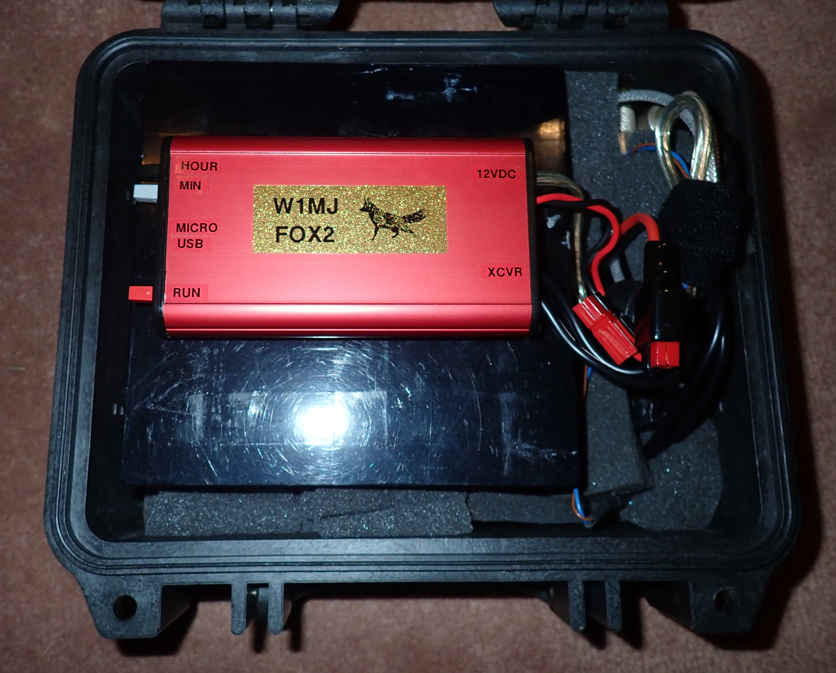 HOUR
MIN
MICRO
USB
RUN
W1MJ
FOX2
12VDC
XCVR